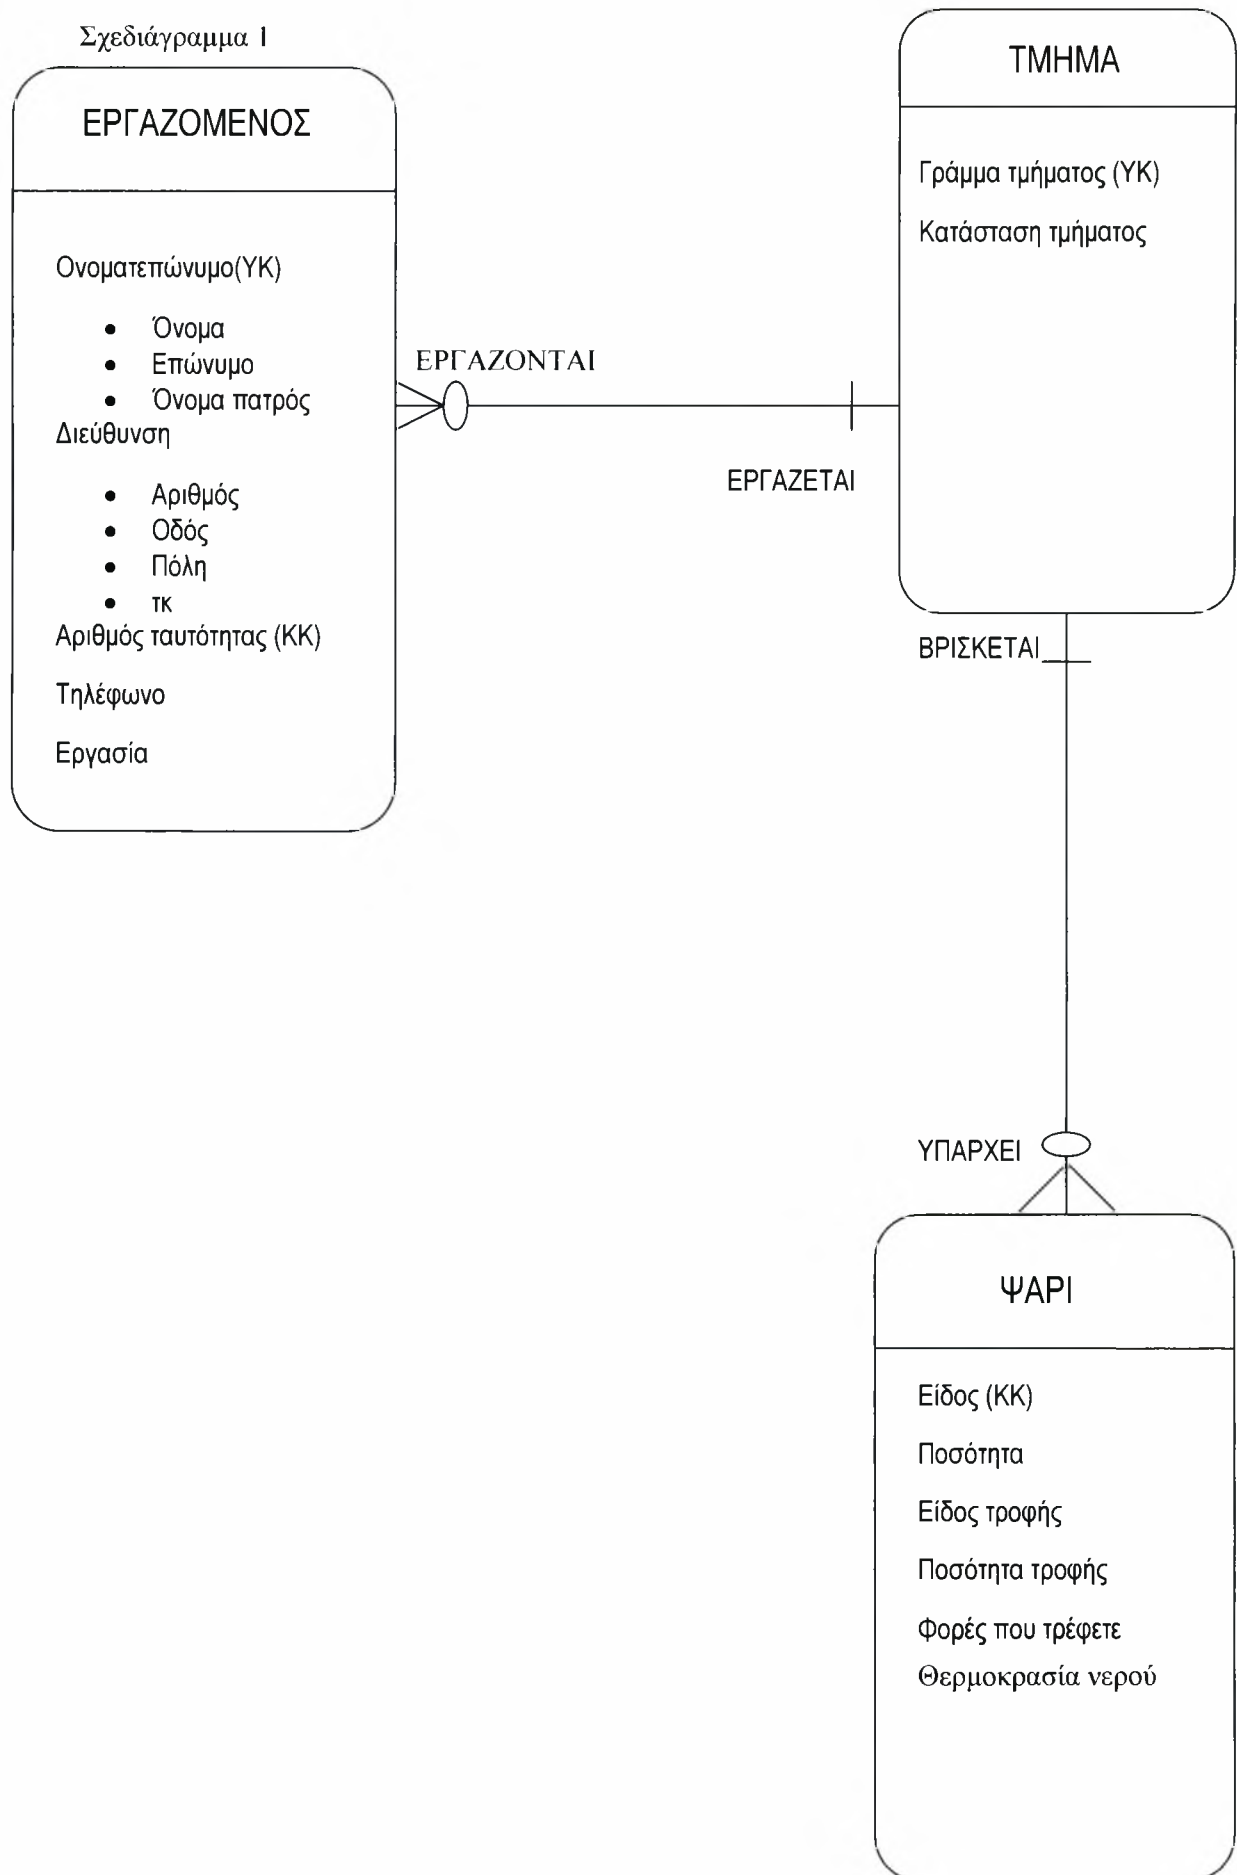 Σχεδιάγραμμα 1
ΕΡΓΑΖΟΜΕΝΟΣ
Ονοματεπώνυμο(ΥΚ)
• Όνομα
• Επώνυμο
• Όνομα πατρός
Διεύθυνση
• Αριθμός
• Οδός
• Πόλη
• τκ
Αριθμός ταυτότητας (ΚΚ)
Τηλέφωνο
Εργασία
ΕΡΓΑΖΟΝΤΑΙ
ΕΡΓΑΖΕΤΑΙ
ΤΜΗΜΑ
Γράμμα τμήματος (ΥΚ)
Κατάσταση τμήματος
ΒΡΙΣΚΕΤΑΙ
ΥΠΑΡΧΕΙ
ΨΑΡΙ
Είδος (ΚΚ)
Ποσότητα
Είδος τροφής
Ποσότητα τροφής
Φορές που τρέφετε
Θερμοκρασία νερού